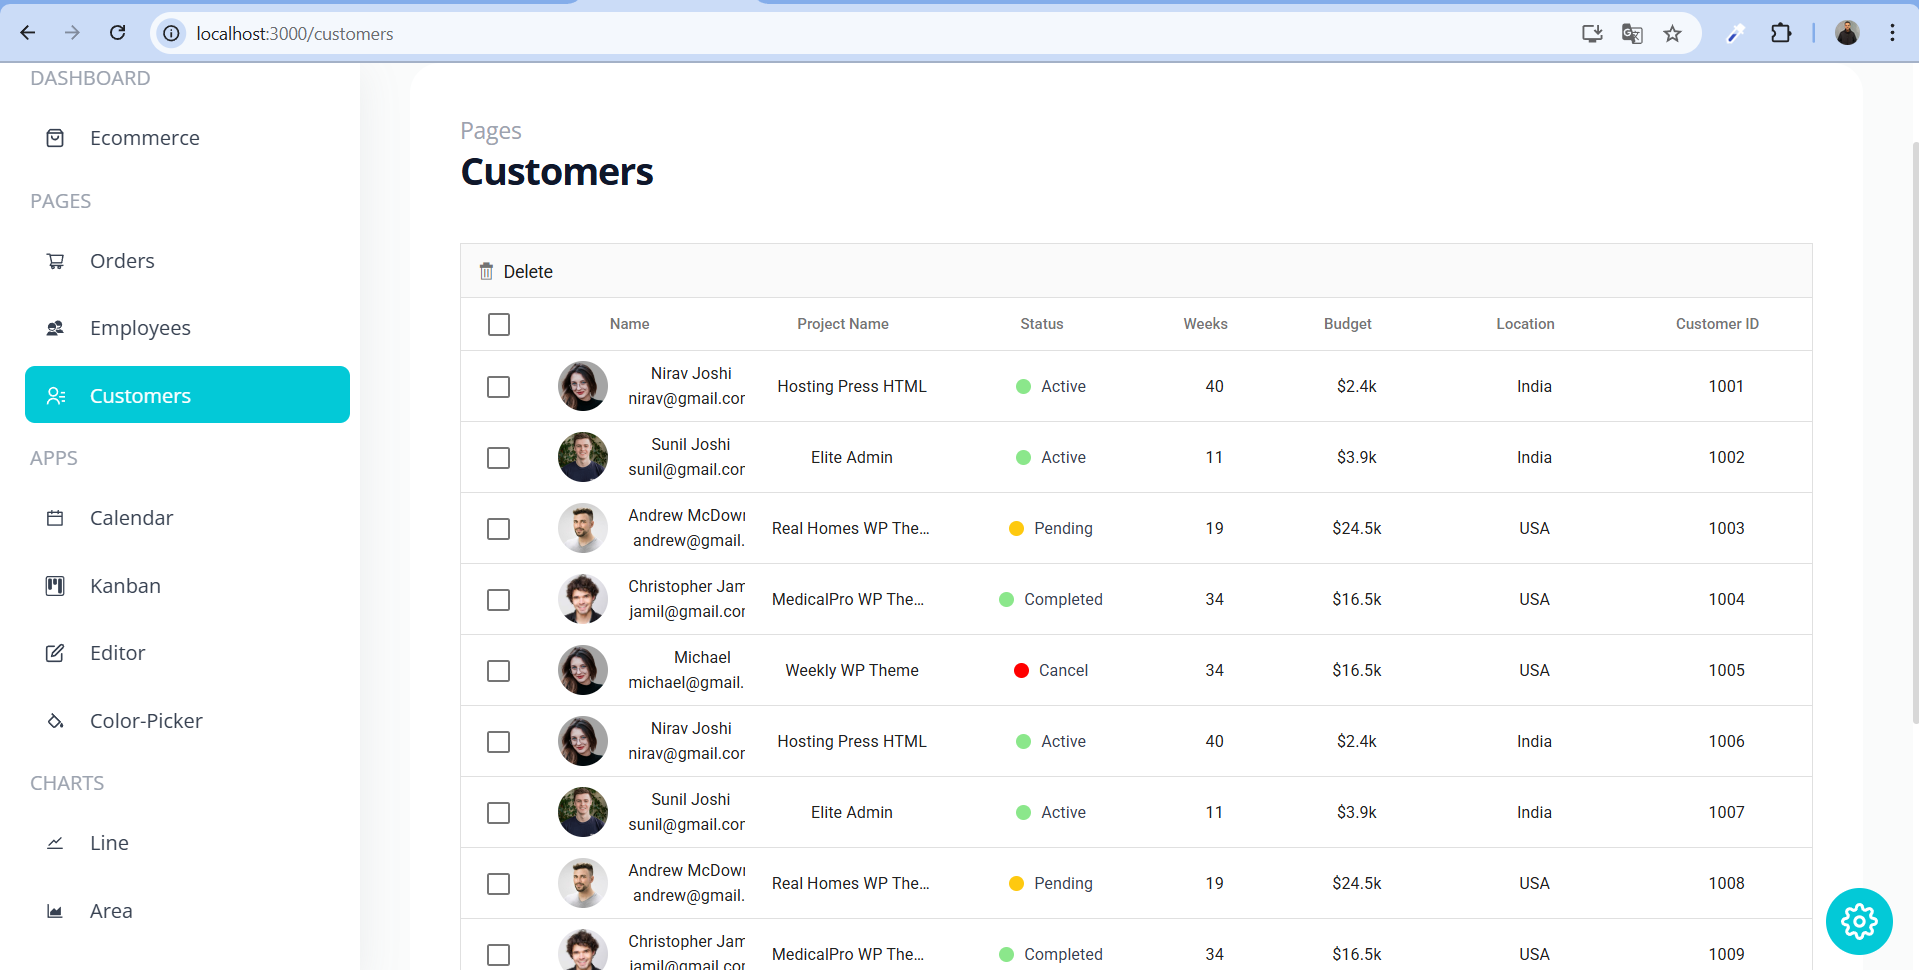 localhost:3000/customers
DASHBOARD
Ecommerce
PAGES
Orders
Employees
Customers
APPS
Calendar
Kanban
Editor
Color-Picker
CHARTS
Line
Area
Pages
Customers
Delete
Name Project Name Status Weeks Budget Location Customer ID
Nirav Joshi
nirav@gmail.cor Hosting Press HTML Active 40 $2.4k India 1001
Sunil Joshi
sunil@gmail.cor Elite Admin Active 11 $3.9k India 1002
Andrew McDowr
andrew@gmail. Real Homes WP The... Pending 19 $24.5k USA 1003
Christopher Jam
jamil@gmail.cor MedicalPro WP The... Completed 34 $16.5k USA 1004
Michael
michael@gmail. Weekly WP Theme Cancel 34 $16.5k USA 1005
Nirav Joshi
nirav@gmail.cor Hosting Press HTML Active 40 $2.4k India 1006
Sunil Joshi
sunil@gmail.cor Elite Admin Active 11 $3.9k India 1007
Andrew McDowr
andrew@gmail. Real Homes WP The... Pending 19 $24.5k USA 1008
Christopher Jam
jamil@gmail.cor MedicalPro WP The... Completed 34 $16.5k USA 1009